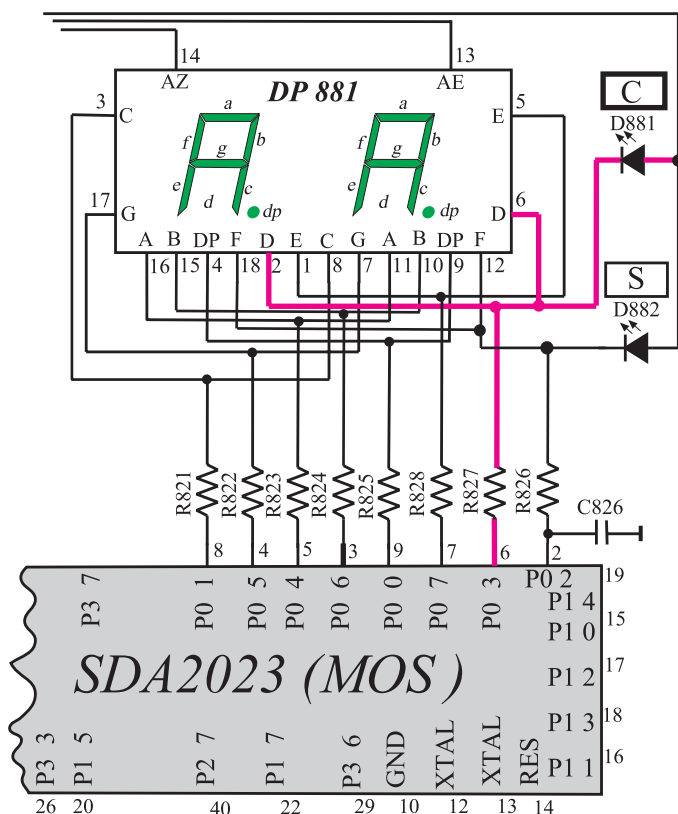 14 13
AZ DP 881 AE
3 C E 5
a a
f b f b
g g
e d c e d c
dp dp
17 G D 6
A B DP F D E C G A B DP F
16 15 4 18 2 1 8 7 11 10 9 12
C
D881
S
D882
R821 R822 R823 R824 R825 R828 R827 R826
C826
8 4 5 3 9 7 6 2
P0 1 P0 5 P0 4 P0 6 P0 0 P0 7 P0 3 P0 2
P3 7
19
P1 4
15
P1 0
17
P1 2
18
P1 3
16
P1 1
SDA2023 (MOS )
P3 3 P1 5 P2 7 P1 7 P3 6 GND XTAL XTAL RES
26 20 40 22 29 10 12 13 14